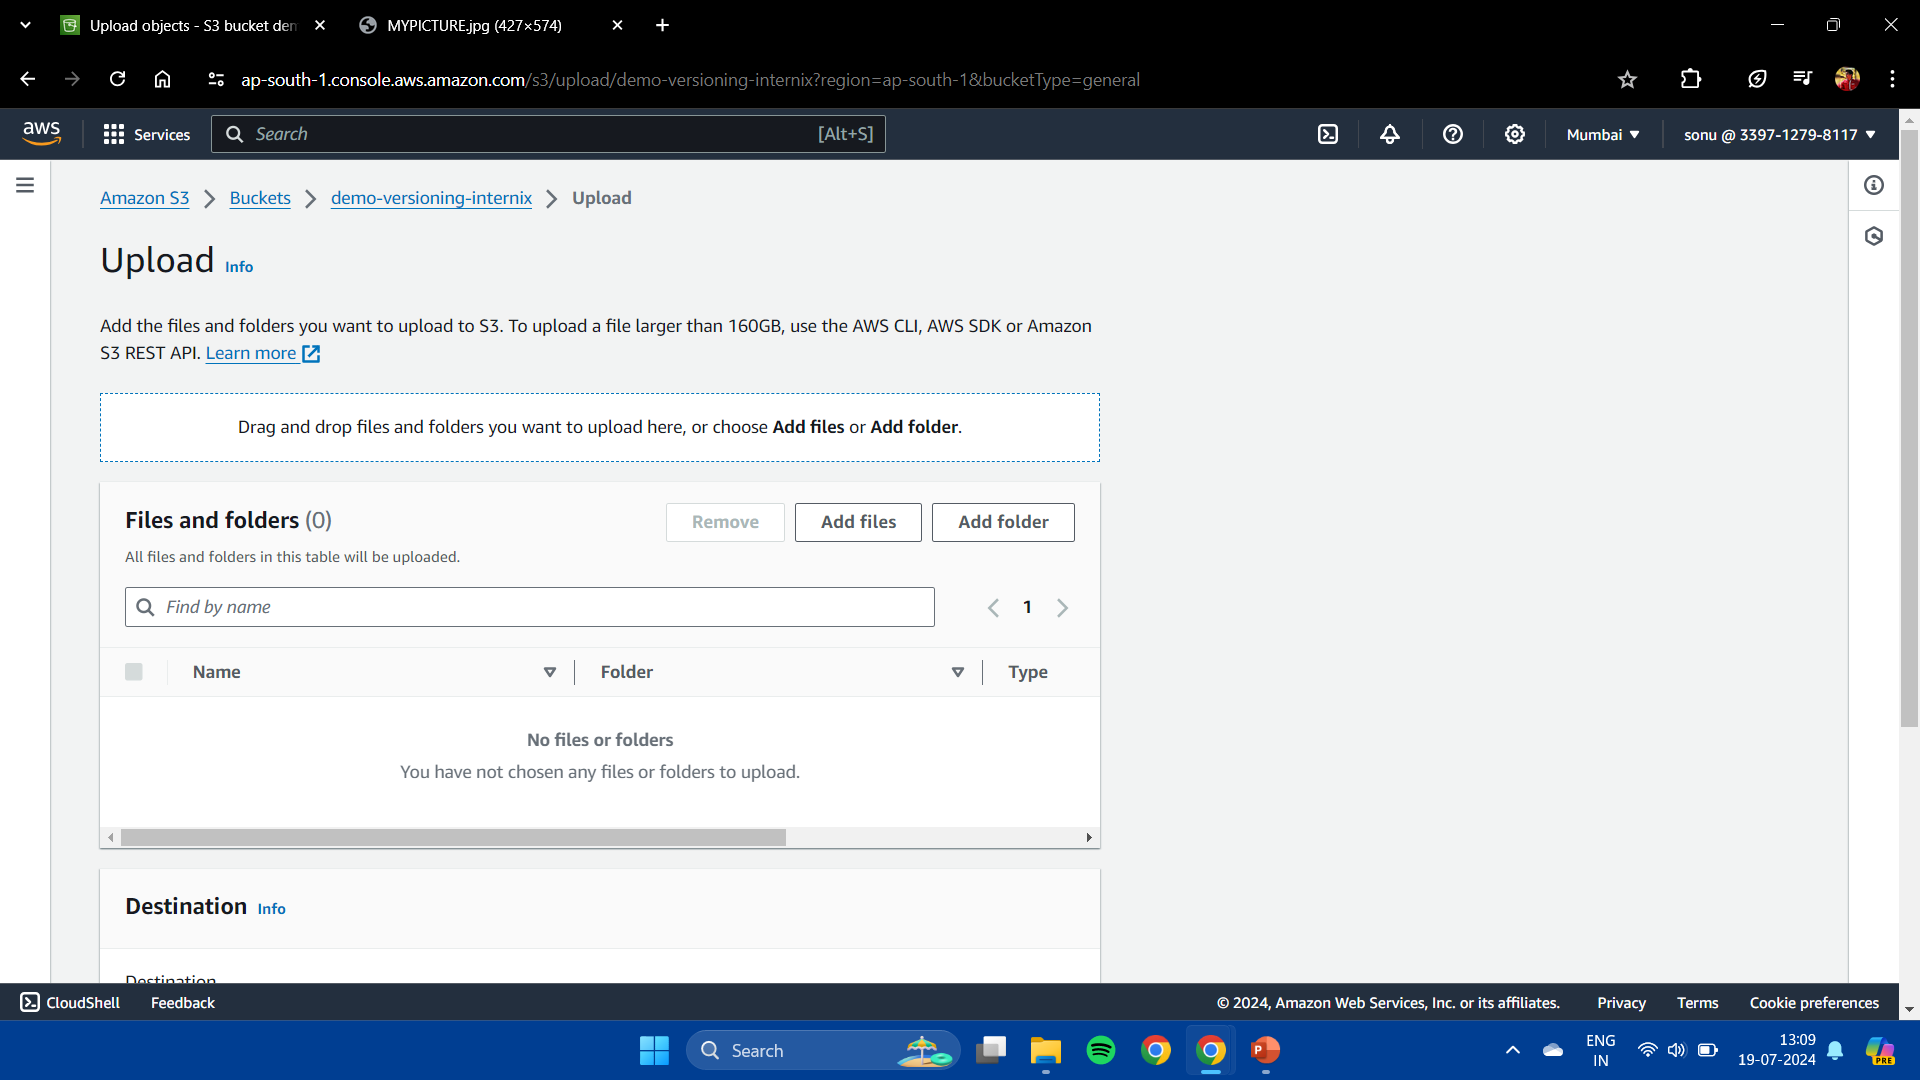 Upload objects - S3 bucket den
MYPICTURE.jpg (427×574)
ap-south-1.console.aws.amazon.com/s3/upload/demo-versioning-internix?region=ap-south-1&bucketType=general
aws
Services
Search
[Alt+S]
Mumbai
sonu @ 3397-1279-8117
Amazon S3
Buckets
demo-versioning-internix
Upload
Upload Info
Add the files and folders you want to upload to S3. To upload a file larger than 160GB, use the AWS CLI, AWS SDK or Amazon
S3 REST API. Learn more
Drag and drop files and folders you want to upload here, or choose Add files or Add folder.
Files and folders (0)
Remove
Add files
Add folder
All files and folders in this table will be uploaded.
Find by name
1
Name
Folder
Type
No files or folders
You have not chosen any files or folders to upload.
Destination Info
Destination
CloudShell
Feedback
© 2024, Amazon Web Services, Inc. or its affiliates.
Privacy
Terms
Cookie preferences
Search
ENG
IN
13:09
19-07-2024
PRE